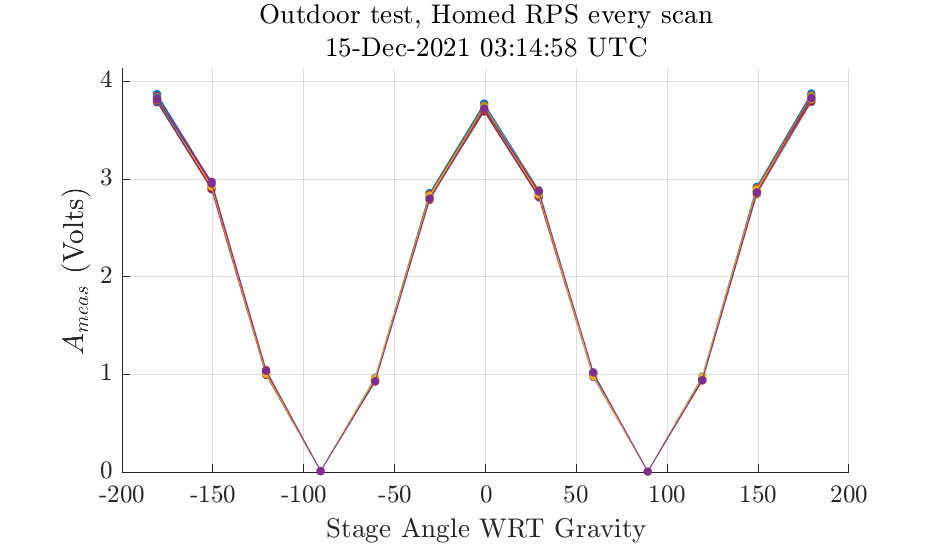 Outdoor test, Homed RPS every scan
15-Dec-2021 03:14:58 UTC
4
3
2
1
0
A_meas (Volts)
-200 -150 -100 -50 0 50 100 150 200
Stage Angle WRT Gravity